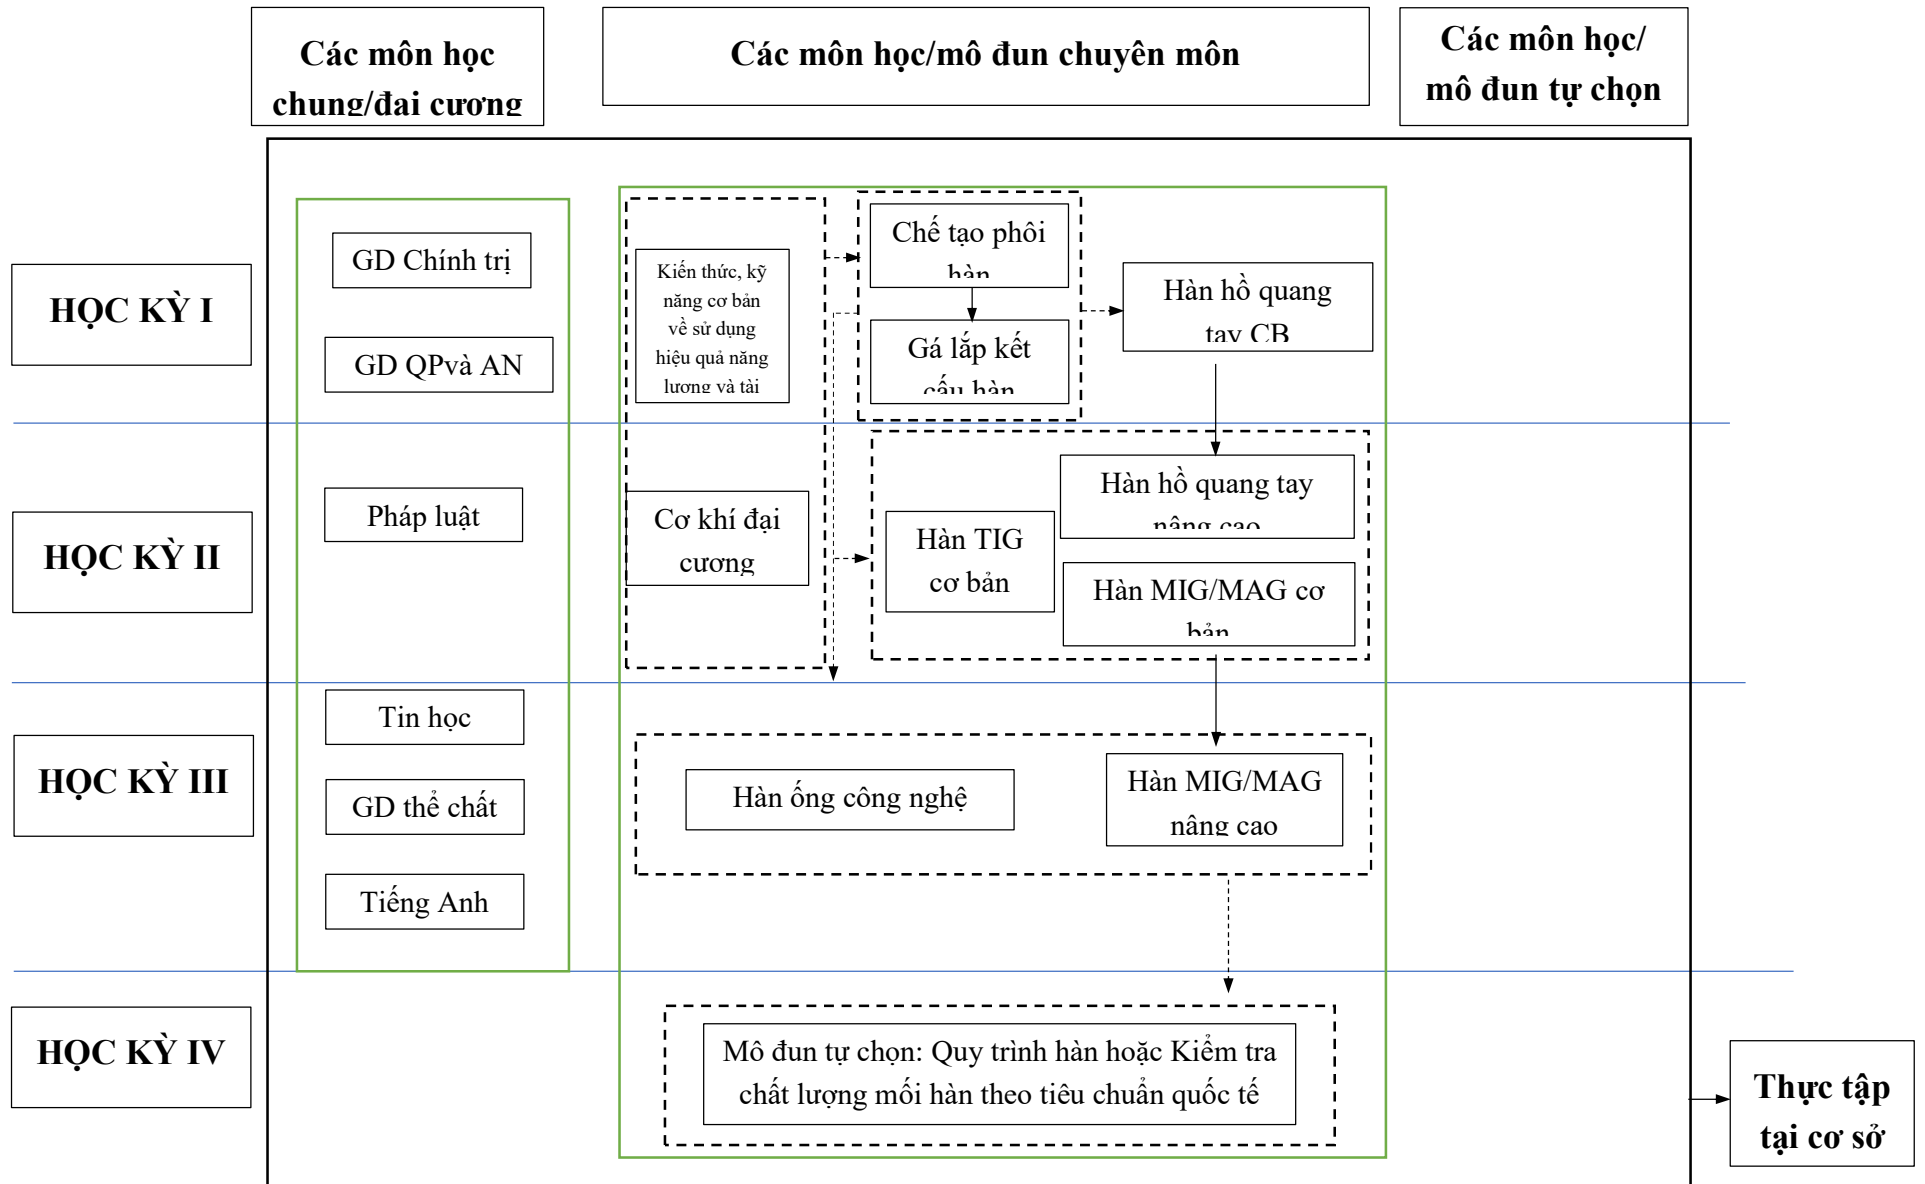 Các môn học
chung/đại cương
Các môn học/mô đun chuyên môn
Các môn học/
mô đun tự chọn
HỌC KỲ I
GD Chính trị
GD QPvà AN
Kiến thức, kỹ
năng cơ bản
về sử dụng
hiệu quả năng
lượng và tài
Chế tạo phôi
hàn
Gá lắp kết
cấu hàn
Hàn hồ quang
tay CB
HỌC KỲ II
Pháp luật
Cơ khí đại
cương
Hàn TIG
cơ bản
Hàn hồ quang tay
nâng cao
Hàn MIG/MAG cơ
bản
HỌC KỲ III
Tin học
GD thể chất
Tiếng Anh
Hàn ống công nghệ
Hàn MIG/MAG
nâng cao
HỌC KỲ IV
Mô đun tự chọn: Quy trình hàn hoặc Kiểm tra
chất lượng mối hàn theo tiêu chuẩn quốc tế
Thực tập
tại cơ sở